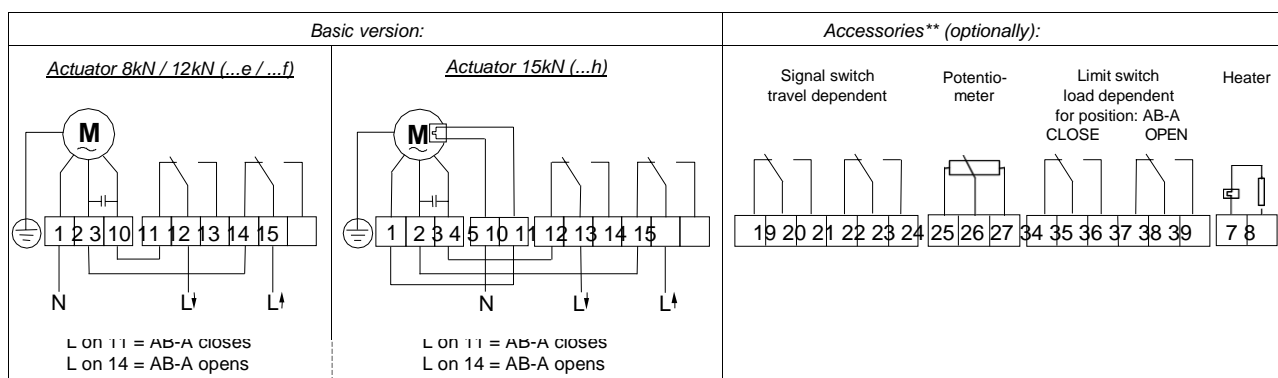 Basic version:
Accessories** (optionally):
Actuator 8kN / 12kN (...e / ...f)
Actuator 15kN (...h)
Signal switch
travel dependent
Potentio-
meter
Limit switch
load dependent
for position: AB-A
CLOSE OPEN
Heater
M
M
1 2 3 10 11 12 13 14 15
1 2 3 4 5 10 11 12 13 14 15
19 20 21 22 23 24 25 26 27 34 35 36 37 38 39 7 8
N L L
N L L
L on 11 = AB-A closes
L on 14 = AB-A opens
L on 11 = AB-A closes
L on 14 = AB-A opens